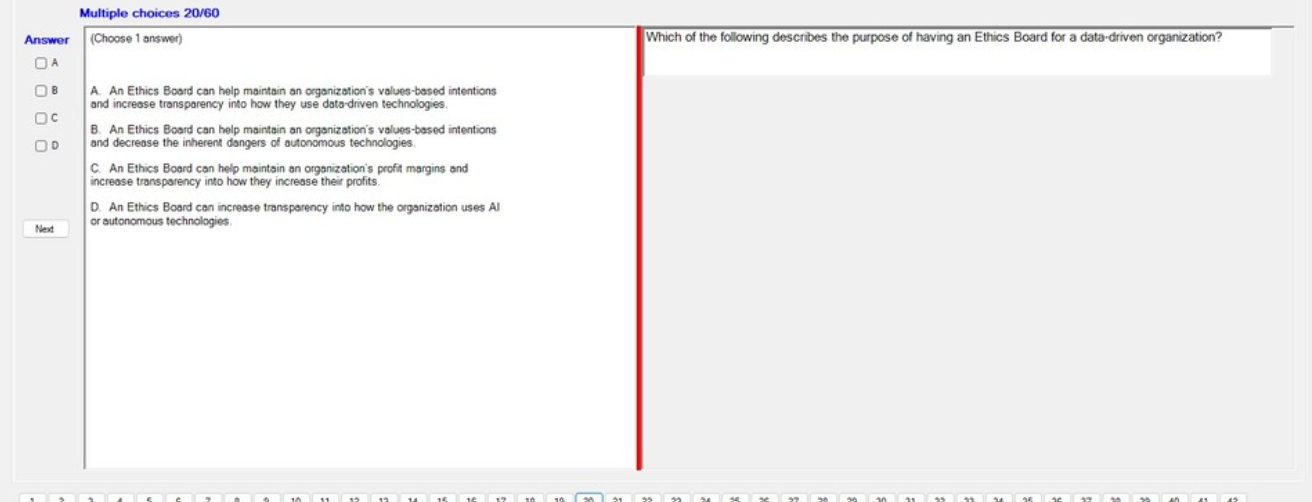 Multiple choices 20/60
Answer
(Choose 1 answer)
Which of the following describes the purpose of having an Ethics Board for a data-driven organization?
A
B
C
D
A. An Ethics Board can help maintain an organization's values-based intentions
and increase transparency into how they use data-driven technologies.
B. An Ethics Board can help maintain an organization's values-based intentions
and decrease the inherent dangers of autonomous technologies.
C. An Ethics Board can help maintain an organization's profit margins and
increase transparency into how they increase their profits.
D. An Ethics Board can increase transparency into how the organization uses AI
or autonomous technologies.
Next
1 2 3 4 5 6 7 8 9 10 11 12 13 14 15 16 17 18 19 20 21 22 23 24 25 26 27 28 29 30 31 32 33 34 35 36 37 38 39 40 41 42